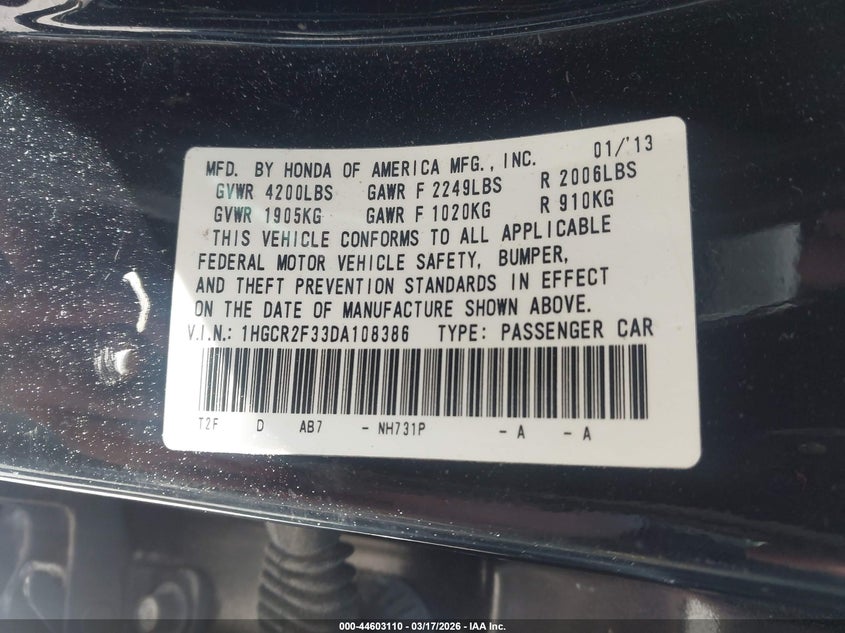 MFD. BY HONDA OF AMERICA MFG., INC. 01/'13
GVWR 4200LBS GAWR F 2249LBS R 2006LBS
GVWR 1905KG GAWR F 1020KG R 910KG
THIS VEHICLE CONFORMS TO ALL APPLICABLE
FEDERAL MOTOR VEHICLE SAFETY, BUMPER,
AND THEFT PREVENTION STANDARDS IN EFFECT
ON THE DATE OF MANUFACTURE SHOWN ABOVE.
V.I.N.: 1HGCR2F33DA108386 TYPE: PASSENGER CAR
T2F D AB7 - NH731P - A - A
000-44603110 - 03/17/2026 - IAA, Inc.